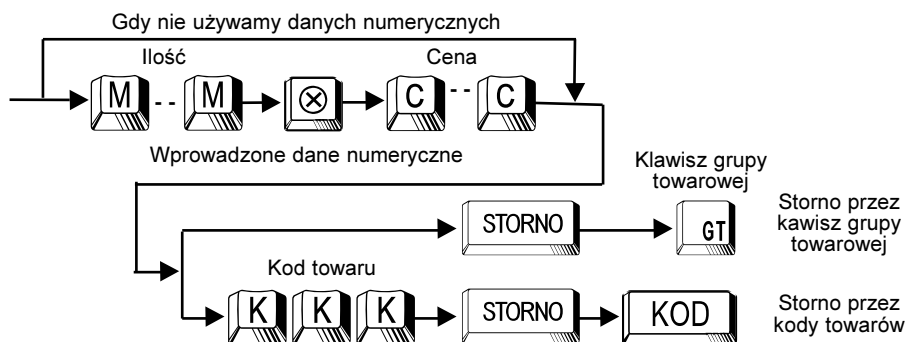 Gdy nie używamy danych numerycznych
Ilość
Cena
M - - M ⊗ C - - C
Wprowadzone dane numeryczne
Klawisz grupy
towarowej
STORNO
GT
Storno przez
kawisz grupy
towarowej
Kod towaru
K K K
STORNO
KOD
Storno przez
kody towarów